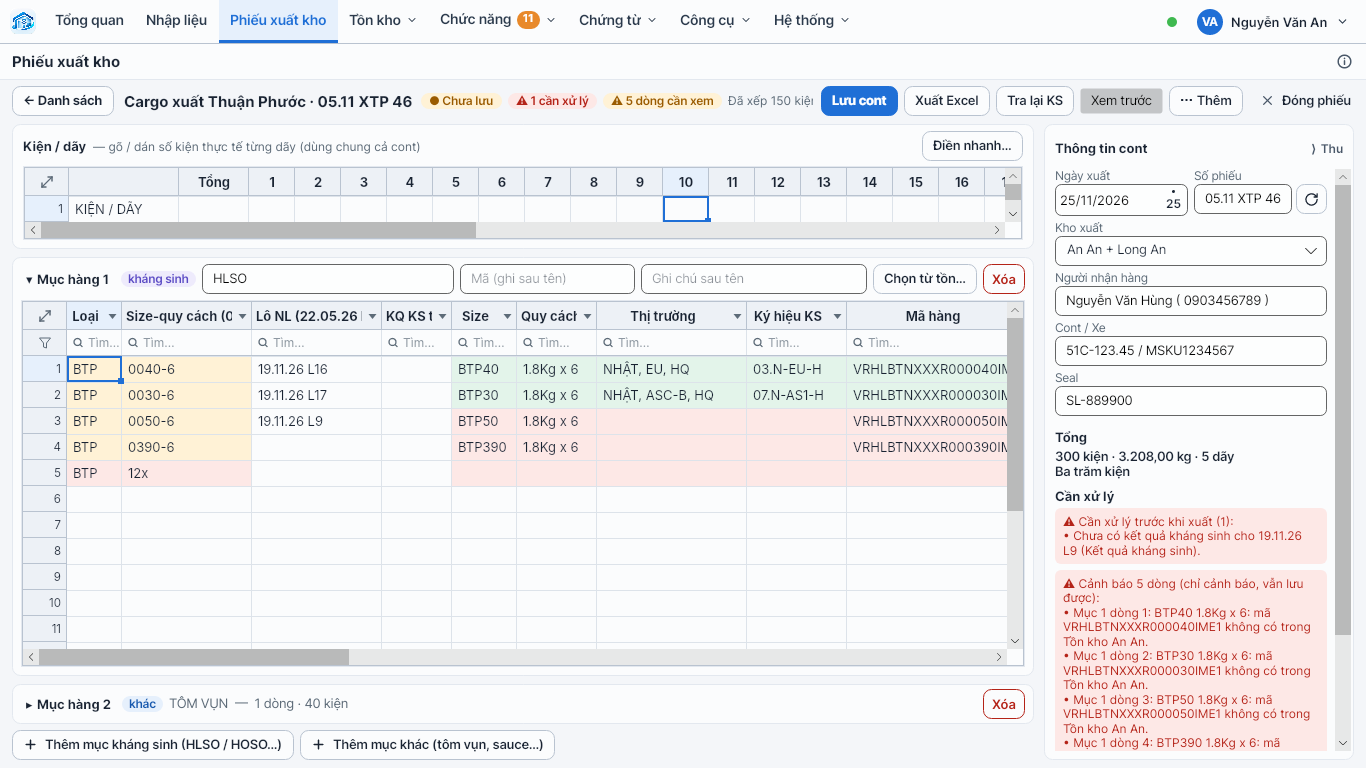 Tổng quan
Nhập liệu
Phiếu xuất kho
Tồn kho
Chức năng 11
Chứng từ
Công cụ
Hệ thống
VA Nguyễn Văn An
Phiếu xuất kho
← Danh sách
Cargo xuất Thuận Phước · 05.11 XTP 46
Chưa lưu
1 cần xử lý
5 dòng cần xem
Đã xếp 150 kiện
Lưu cont
Xuất Excel
Tra lại KS
Xem trước
··· Thêm
× Đóng phiếu
Kiện / dãy — gõ / dán số kiện thực tế từng dãy (dùng chung cả cont)
Điền nhanh...
Tổng 1 2 3 4 5 6 7 8 9 10 11 12 13 14 15 16
1 KIỆN / DÃY
▾ Mục hàng 1 kháng sinh HLSO Mã (ghi sau tên) Ghi chú sau tên Chọn từ tồn... Xóa
Loại Size-quy cách (0 Lô NL (22.05.26 KQ KS t Size Quy cách Thị trường Ký hiệu KS Mã hàng
Tìm... Tìm... Tìm... Tìm... Tìm... Tìm... Tìm... Tìm... Tìm...
1 BTP 0040-6 19.11.26 L16 BTP40 1.8Kg x 6 NHẬT, EU, HQ 03.N-EU-H VRHLBTNXXXR000040IM
2 BTP 0030-6 19.11.26 L17 BTP30 1.8Kg x 6 NHẬT, ASC-B, HQ 07.N-AS1-H VRHLBTNXXXR000030IM
3 BTP 0050-6 19.11.26 L9 BTP50 1.8Kg x 6 VRHLBTNXXXR000050IM
4 BTP 0390-6 BTP390 1.8Kg x 6 VRHLBTNXXXR000390IM
5 BTP 12x
6
7
8
9
10
11
▸ Mục hàng 2 khác TÔM VỤN — 1 dòng · 40 kiện Xóa
+ Thêm mục kháng sinh (HLSO / HOSO...)
+ Thêm mục khác (tôm vụn, sauce...)
Thông tin cont
⟩ Thu
Ngày xuất
Số phiếu
25/11/2026 25
05.11 XTP 46
Kho xuất
An An + Long An
Người nhận hàng
Nguyễn Văn Hùng ( 0903456789 )
Cont / Xe
51C-123.45 / MSKU1234567
Seal
SL-889900
Tổng
300 kiện · 3.208,00 kg · 5 dãy
Ba trăm kiện
Cần xử lý
Cần xử lý trước khi xuất (1):
• Chưa có kết quả kháng sinh cho 19.11.26
L9 (Kết quả kháng sinh).
Cảnh báo 5 dòng (chỉ cảnh báo, vẫn lưu
được):
• Mục 1 dòng 1: BTP40 1.8Kg x 6: mã
VRHLBTNXXXR000040IME1 không có trong
Tồn kho An An.
• Mục 1 dòng 2: BTP30 1.8Kg x 6: mã
VRHLBTNXXXR000030IME1 không có trong
Tồn kho An An.
• Mục 1 dòng 3: BTP50 1.8Kg x 6: mã
VRHLBTNXXXR000050IME1 không có trong
Tồn kho An An.
• Mục 1 dòng 4: BTP390 1.8Kg x 6: mã